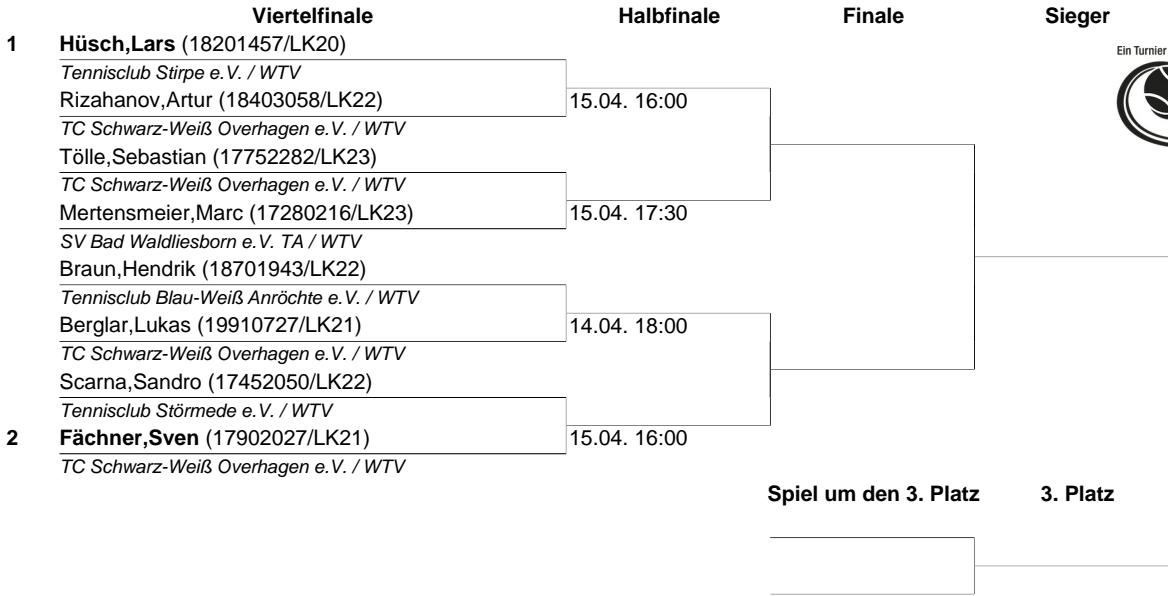 Viertelfinale Halbfinale Finale Sieger
Ein Turnier
1 Hüsch,Lars (18201457/LK20)
Tennisclub Stirpe e.V. / WTV
Rizahanov,Artur (18403058/LK22) 15.04. 16:00
TC Schwarz-Weiß Overhagen e.V. / WTV
Tölle,Sebastian (17752282/LK23)
TC Schwarz-Weiß Overhagen e.V. / WTV
Mertensmeier,Marc (17280216/LK23) 15.04. 17:30
SV Bad Waldliesborn e.V. TA / WTV
Braun,Hendrik (18701943/LK22)
Tennisclub Blau-Weiß Anröchte e.V. / WTV
Berglar,Lukas (19910727/LK21) 14.04. 18:00
TC Schwarz-Weiß Overhagen e.V. / WTV
Scarna,Sandro (17452050/LK22)
Tennisclub Störmede e.V. / WTV
2 Fächner,Sven (17902027/LK21) 15.04. 16:00
TC Schwarz-Weiß Overhagen e.V. / WTV
Spiel um den 3. Platz 3. Platz